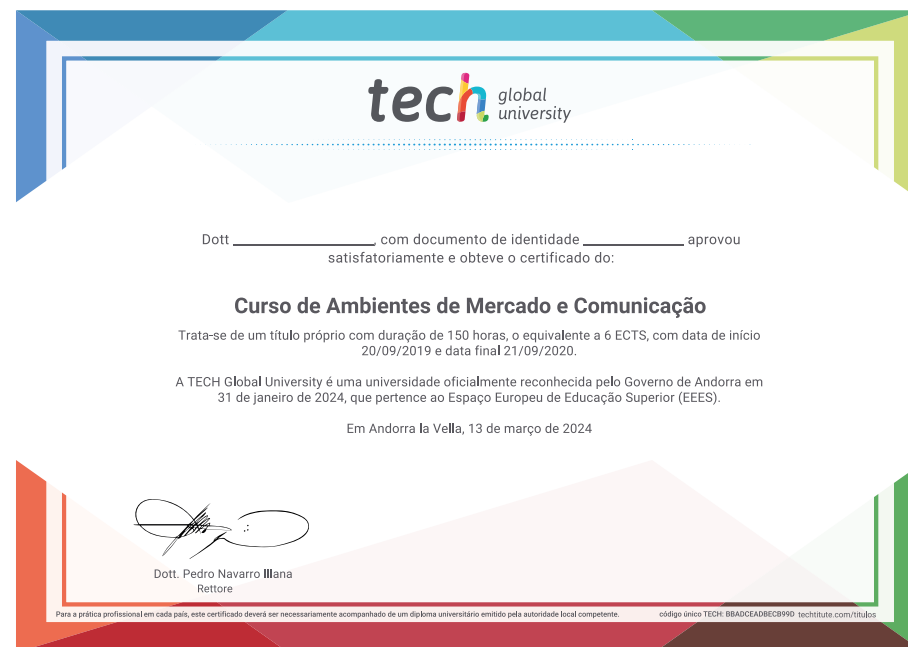 tech global university
Dott ____________________, com documento de identidade ______________ aprovou
satisfatoriamente e obteve o certificado do:
Curso de Ambientes de Mercado e Comunicação
Trata-se de um título próprio com duração de 150 horas, o equivalente a 6 ECTS, com data de início
20/09/2019 e data final 21/09/2020.
A TECH Global University é uma universidade oficialmente reconhecida pelo Governo de Andorra em
31 de janeiro de 2024, que pertence ao Espaço Europeu de Educação Superior (EEES).
Em Andorra la Vella, 13 de março de 2024
Dott. Pedro Navarro Illana
Rettore
Para a prática profissional em cada país, este certificado deverá ser necessariamente acompanhado de um diploma universitário emitido pela autoridade local competente. código único TECH: BBADCEADBECB99D techtitute.com/titulos